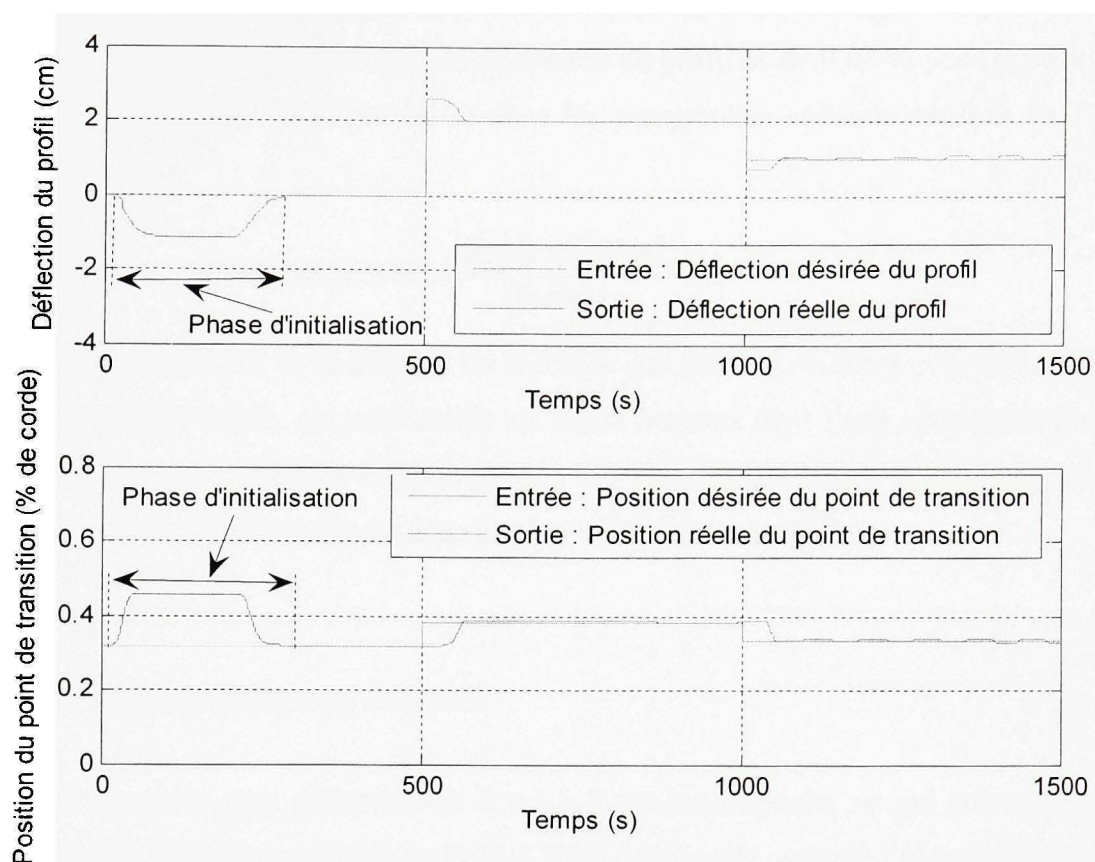 Déflection du profil (cm)
4
2
0
-2
-4
Phase d'initialisation
Entrée : Déflection désirée du profil
Sortie : Déflection réelle du profil
0
500
1000
1500
Temps (s)
Position du point de transition (% de corde)
0.8
0.6
0.4
0.2
0
Phase d'initialisation
Entrée : Position désirée du point de transition
Sortie : Position réelle du point de transition
0
500
1000
1500
Temps (s)